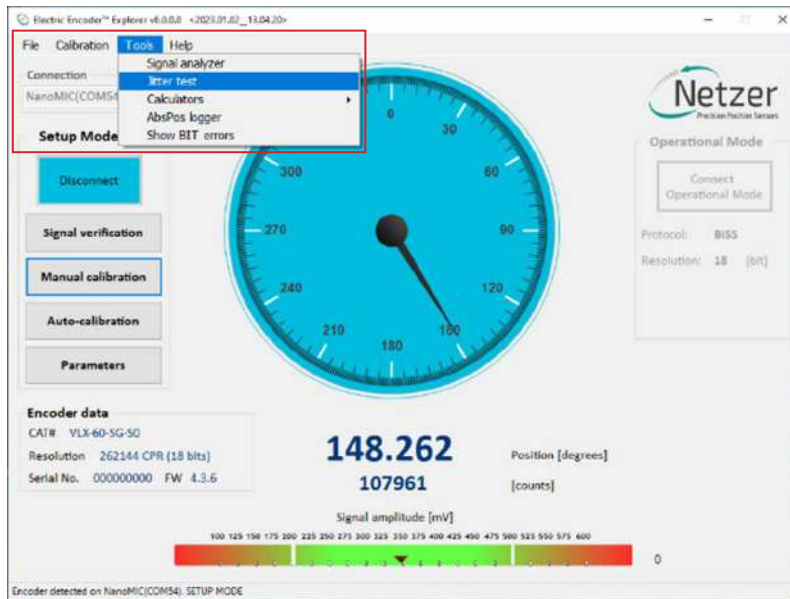 Electric Encoder™ Explorer v6.0.0.0 <2023.01.02__13.04.20>
File Calibration Tools Help
Signal analyzer
Jitter test
Calculators
AbsPos logger
Show BIT errors
Connection
NanoMIC(COM54
Setup Mode
Disconnect
Signal verification
Manual calibration
Auto-calibration
Parameters
0
30
60
90
120
150
180
210
240
270
300
Netzer
Precision Position Sensors
Operational Mode
Connect
Operational Mode
Protocol: BiSS
Resolution: 18 [bit]
Encoder data
CAT# VLX-60-SG-S0
Resolution 262144 CPR (18 bits)
Serial No. 000000000 FW 4.3.6
148.262 Position [degrees]
107961 [counts]
Signal amplitude [mV]
100 125 150 175 200 225 250 275 300 325 350 375 400 425 450 475 500 525 550 575 600
0
Encoder detected on NanoMIC(COM54). SETUP MODE